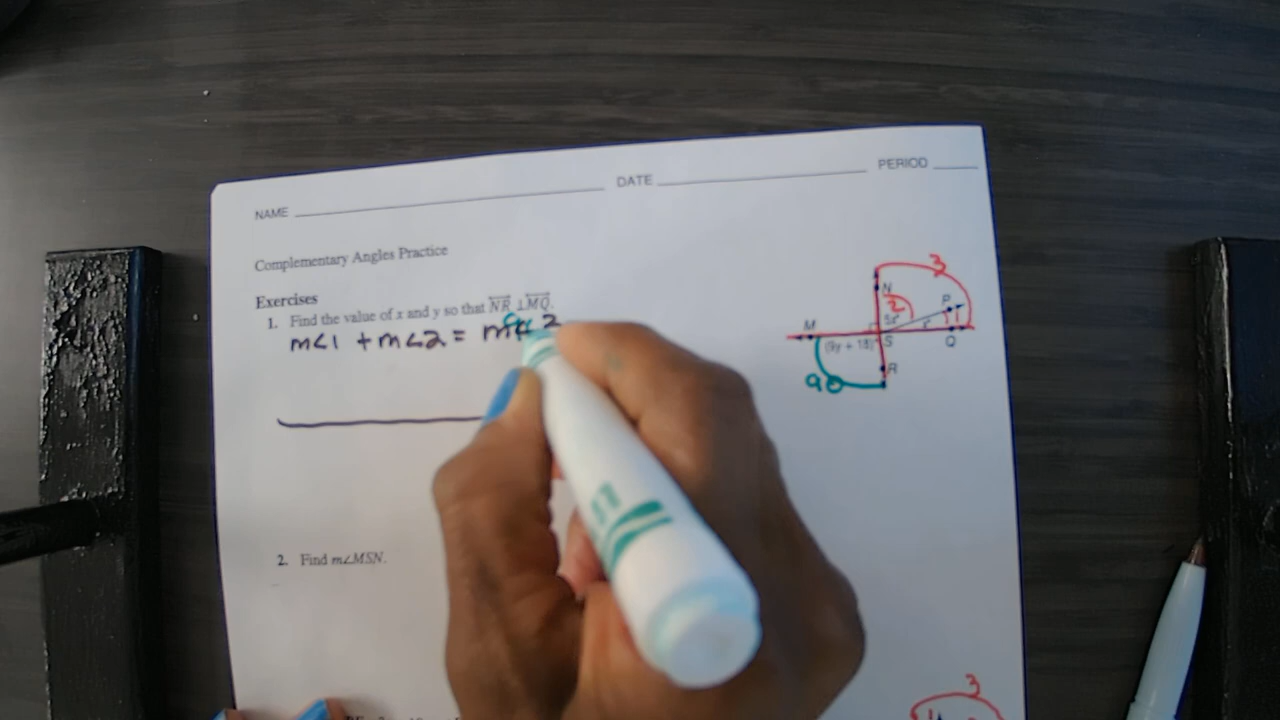 NAME DATE PERIOD
Complementary Angles Practice
Exercises
1. Find the value of x and y so that NR ⊥ MQ.
m∠1 + m∠2 =
2. Find m∠MSN.
3
N
2
P
5x°
1
x°
M
S
Q
(9y + 18)°
R
90
3